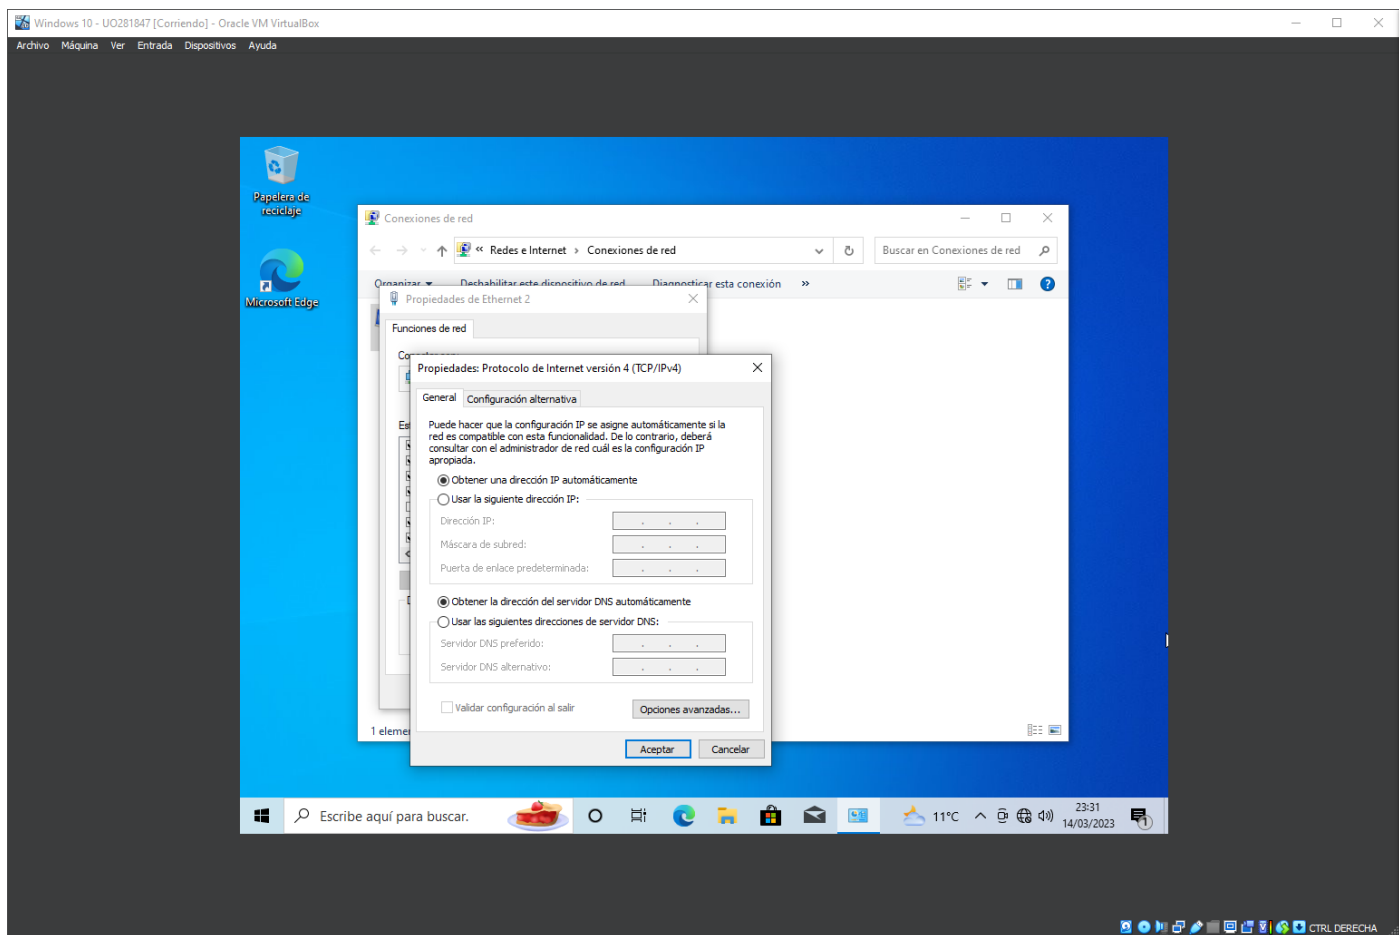 Windows 10 - UO281847 [Corriendo] - Oracle VM VirtualBox
Archivo Máquina Ver Entrada Dispositivos Ayuda
Papelera de
reciclaje
Microsoft Edge
Conexiones de red
« Redes e Internet › Conexiones de red
Buscar en Conexiones de red
Organizar Deshabilitar este dispositivo de red Diagnosticar esta conexión »
Propiedades de Ethernet 2
Funciones de red
Propiedades: Protocolo de Internet versión 4 (TCP/IPv4)
General Configuración alternativa
Puede hacer que la configuración IP se asigne automáticamente si la
red es compatible con esta funcionalidad. De lo contrario, deberá
consultar con el administrador de red cuál es la configuración IP
apropiada.
Obtener una dirección IP automáticamente
Usar la siguiente dirección IP:
Dirección IP:
Máscara de subred:
Puerta de enlace predeterminada:
Obtener la dirección del servidor DNS automáticamente
Usar las siguientes direcciones de servidor DNS:
Servidor DNS preferido:
Servidor DNS alternativo:
Validar configuración al salir
Opciones avanzadas...
Aceptar Cancelar
Escribe aquí para buscar.
11°C
23:31
14/03/2023
1
CTRL DERECHA